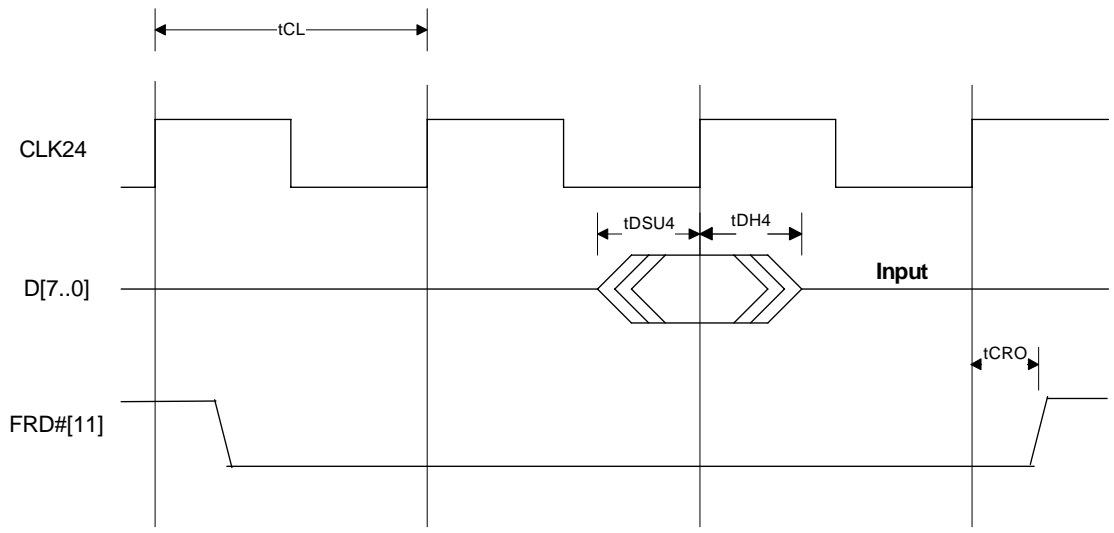 tCL
CLK24
tDSU4
tDH4
D[7..0]
Input
tCRO
FRD#[11]